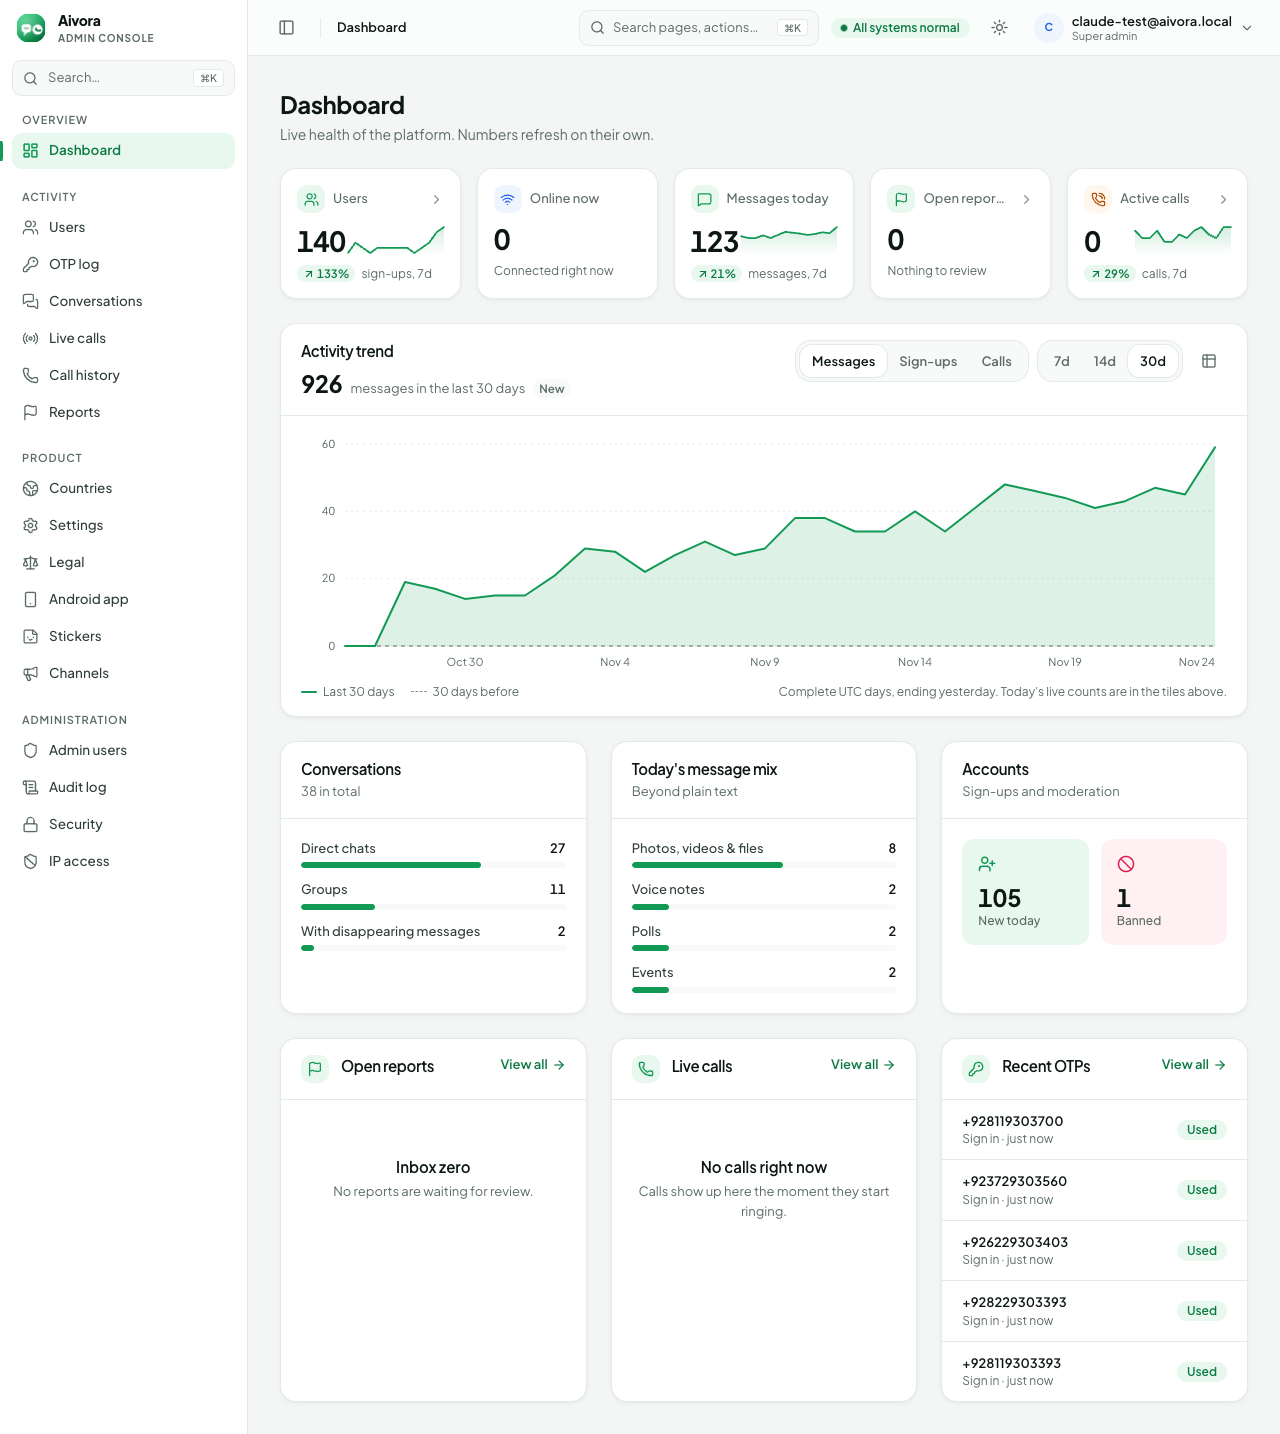 Aivora
ADMIN CONSOLE
Search…
⌘K
OVERVIEW
Dashboard
ACTIVITY
Users
OTP log
Conversations
Live calls
Call history
Reports
PRODUCT
Countries
Settings
Legal
Android app
Stickers
Channels
ADMINISTRATION
Admin users
Audit log
Security
IP access
Dashboard
Search pages, actions…
⌘K
All systems normal
C
claude-test@aivora.local
Super admin
Dashboard
Live health of the platform. Numbers refresh on their own.
Users
140
133% sign-ups, 7d
Online now
0
Connected right now
Messages today
123
21% messages, 7d
Open repor…
0
Nothing to review
Active calls
0
29% calls, 7d
Activity trend
926 messages in the last 30 days New
Messages Sign-ups Calls
7d 14d 30d
60
40
20
0
Oct 30 Nov 4 Nov 9 Nov 14 Nov 19 Nov 24
Last 30 days 30 days before
Complete UTC days, ending yesterday. Today's live counts are in the tiles above.
Conversations
38 in total
Direct chats 27
Groups 11
With disappearing messages 2
Today's message mix
Beyond plain text
Photos, videos & files 8
Voice notes 2
Polls 2
Events 2
Accounts
Sign-ups and moderation
105
New today
1
Banned
Open reports View all
Inbox zero
No reports are waiting for review.
Live calls View all
No calls right now
Calls show up here the moment they start
ringing.
Recent OTPs View all
+928119303700
Sign in · just now
Used
+923729303560
Sign in · just now
Used
+926229303403
Sign in · just now
Used
+928229303393
Sign in · just now
Used
+928119303393
Sign in · just now
Used